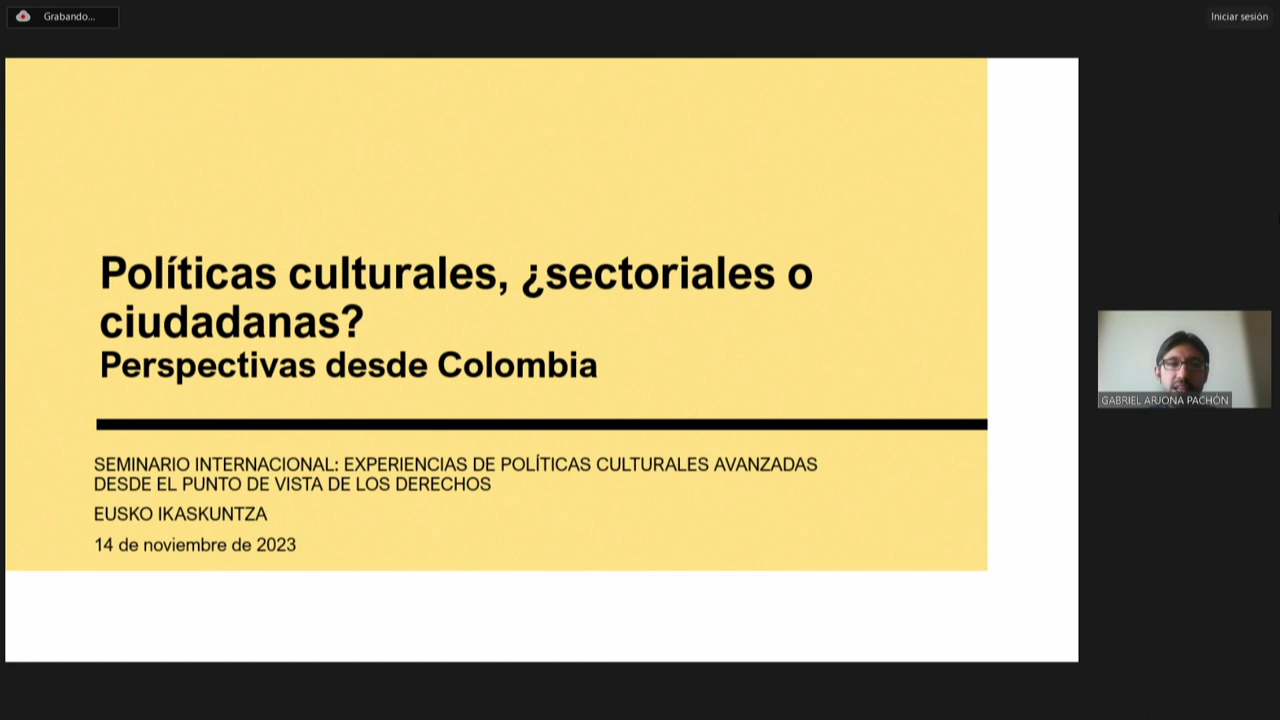 Grabando...
Iniciar sesión
Políticas culturales, ¿sectoriales o
ciudadanas?
Perspectivas desde Colombia
SEMINARIO INTERNACIONAL: EXPERIENCIAS DE POLÍTICAS CULTURALES AVANZADAS
DESDE EL PUNTO DE VISTA DE LOS DERECHOS
EUSKO IKASKUNTZA
14 de noviembre de 2023
GABRIEL ARJONA PACHÓN